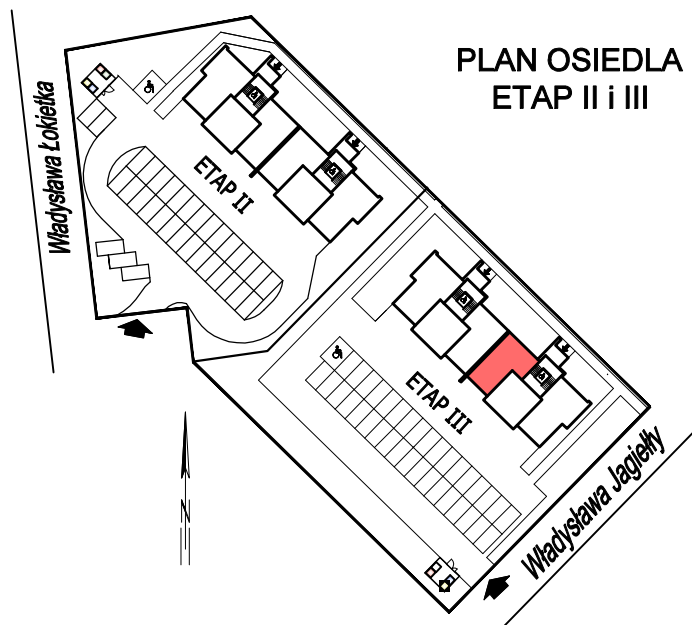 PLAN OSIEDLA
ETAP II i III
Władysława Łokietka
ETAP II
ETAP III
Władysława Jagiełły
N